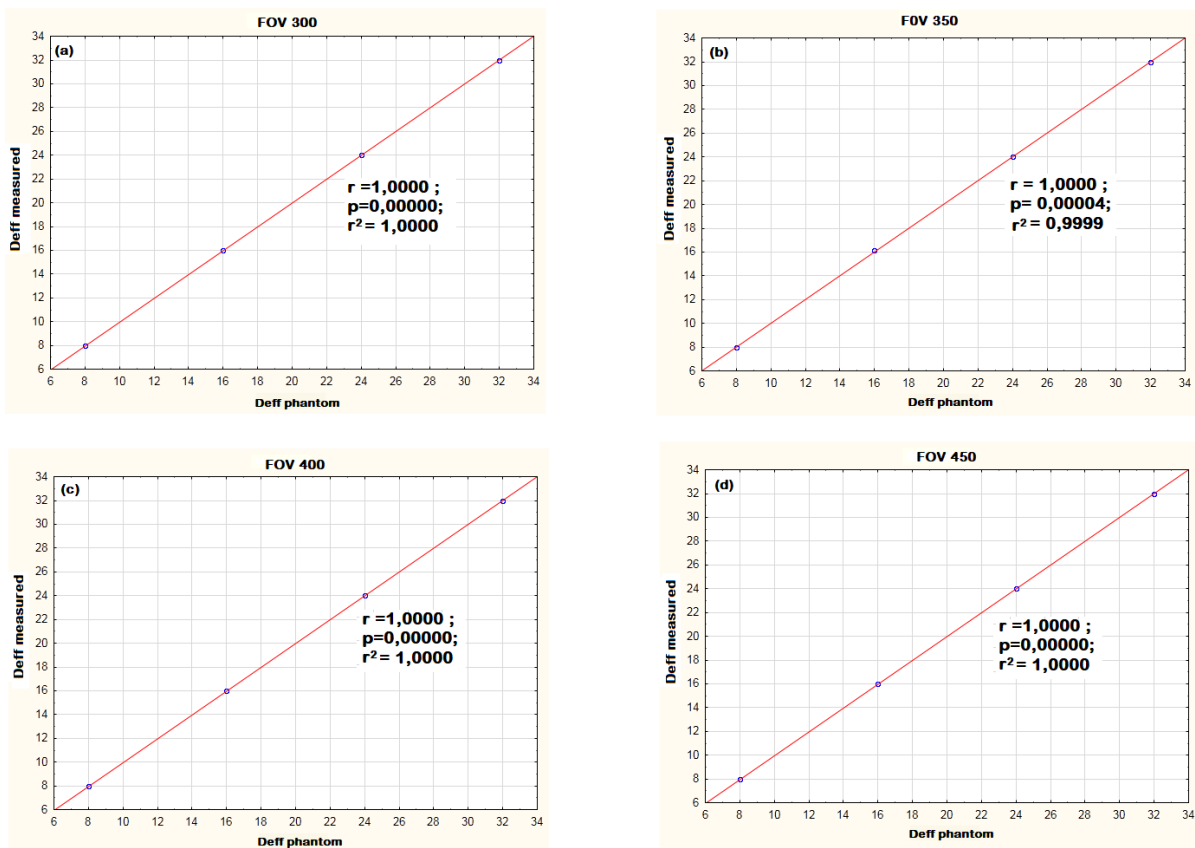 FOV 300
(a)
34
32
30
28
26
24
22
20
18
16
14
12
10
8
6
Deff measured
r =1,0000 ;
p=0,00000;
r² = 1,0000
6 8 10 12 14 16 18 20 22 24 26 28 30 32 34
Deff phantom
F0V 350
(b)
34
32
30
28
26
24
22
20
18
16
14
12
10
8
6
Deff measured
r = 1,0000 ;
p= 0,00004;
r² = 0,9999
6 8 10 12 14 16 18 20 22 24 26 28 30 32 34
Deff phantom
FOV 400
(c)
34
32
30
28
26
24
22
20
18
16
14
12
10
8
6
Deff measured
r =1,0000 ;
p=0,00000;
r² = 1,0000
6 8 10 12 14 16 18 20 22 24 26 28 30 32 34
Deff phantom
FOV 450
(d)
34
32
30
28
26
24
22
20
18
16
14
12
10
8
6
Deff measured
r =1,0000 ;
p=0,00000;
r² = 1,0000
6 8 10 12 14 16 18 20 22 24 26 28 30 32 34
Deff phantom